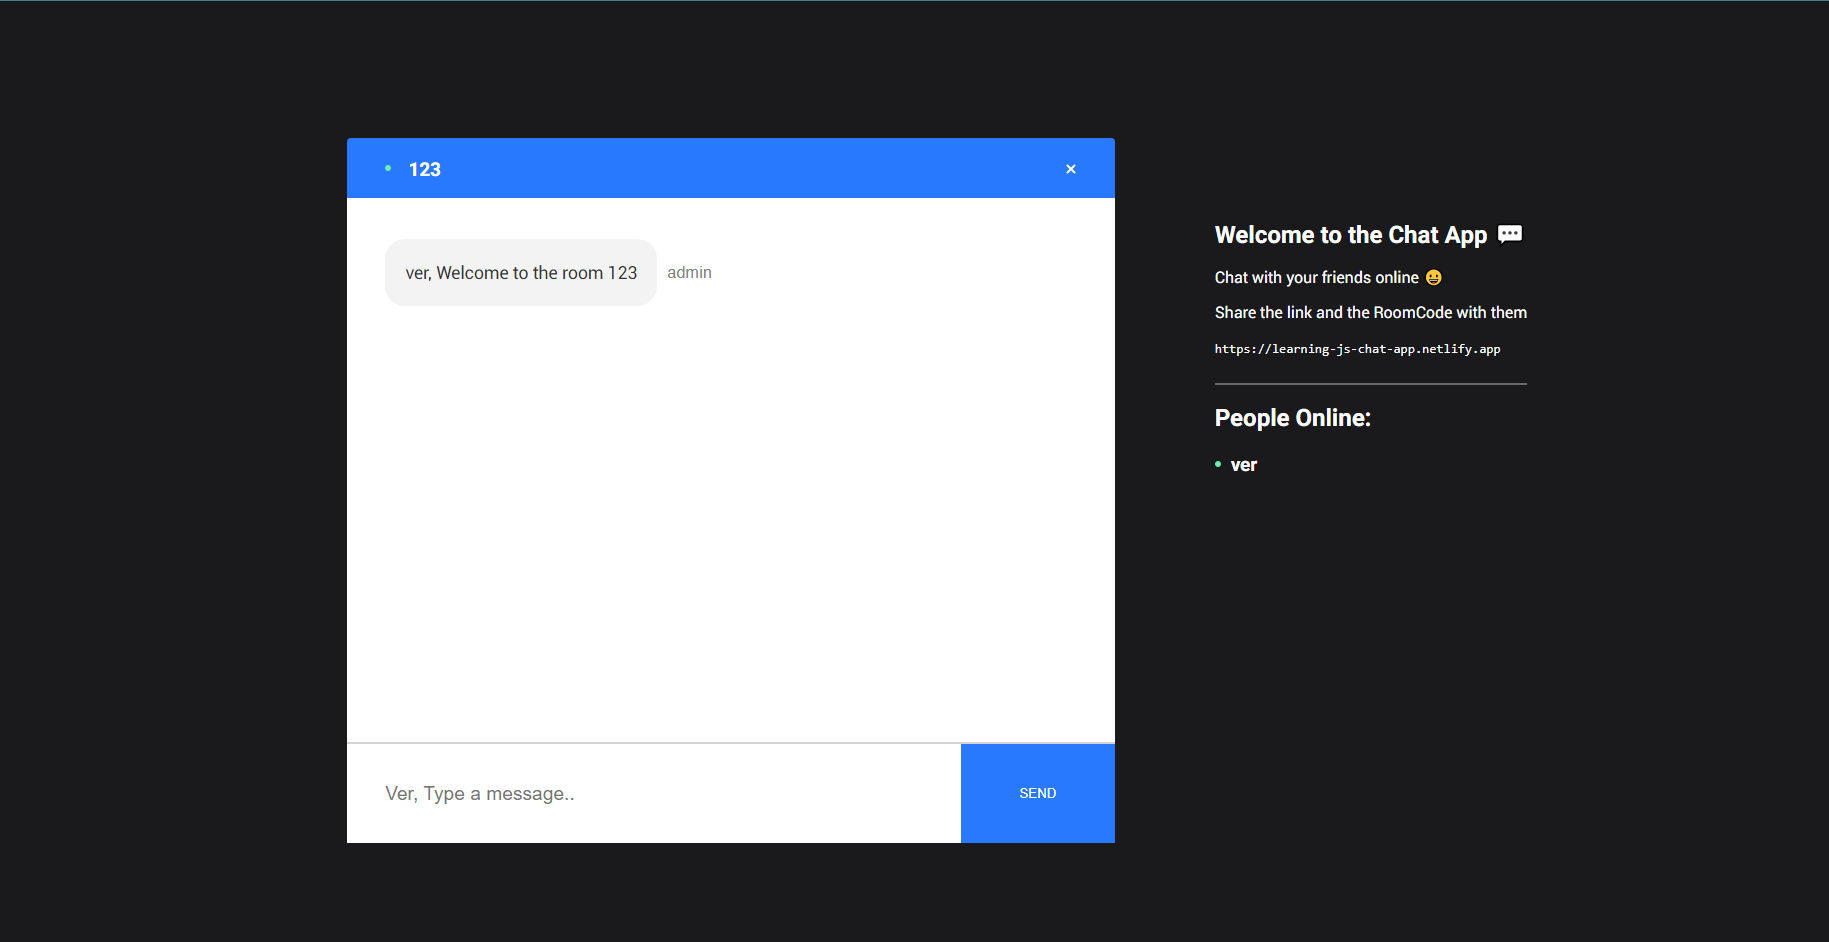 123
×
ver, Welcome to the room 123 admin
Ver, Type a message..
SEND
Welcome to the Chat App 💬
Chat with your friends online 😀
Share the link and the RoomCode with them
https://learning-js-chat-app.netlify.app
People Online:
ver